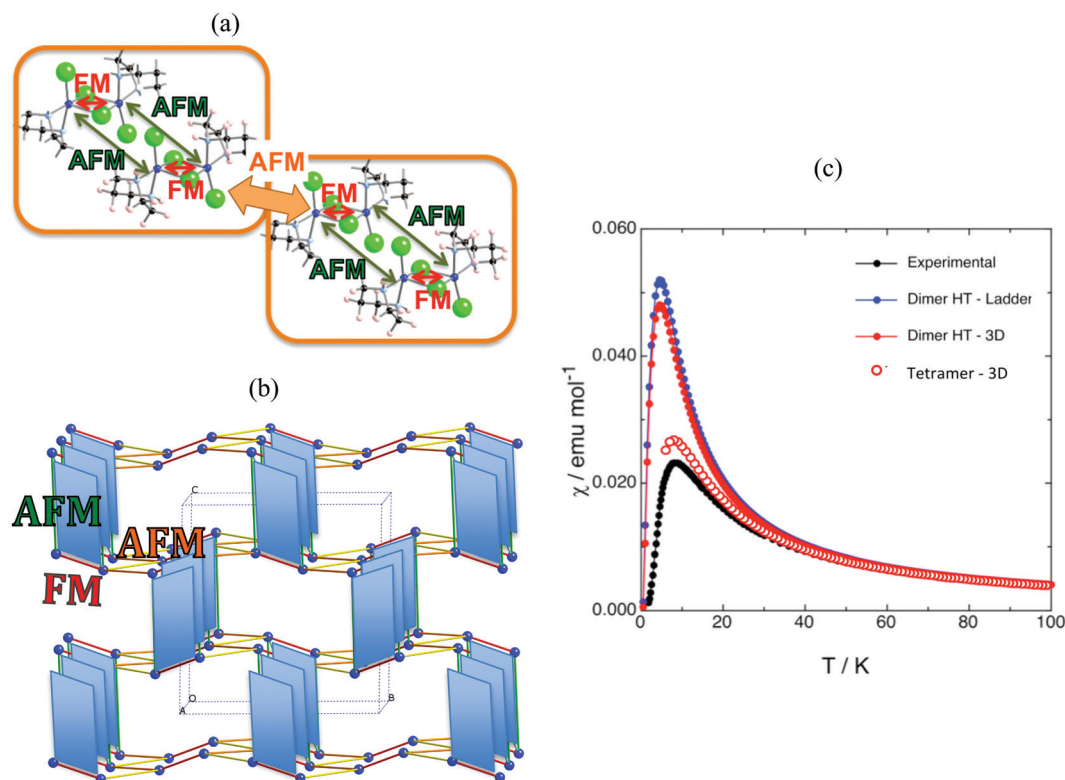 (a)
FM
AFM
AFM
FM
AFM
FM
AFM
AFM
FM
(b)
AFM
AFM
FM
C
O
A
B
(c)
0.060
0.040
0.020
0.000
χ / emu mol⁻¹
Experimental
Dimer HT - Ladder
Dimer HT - 3D
Tetramer - 3D
0
20
40
60
80
100
T / K